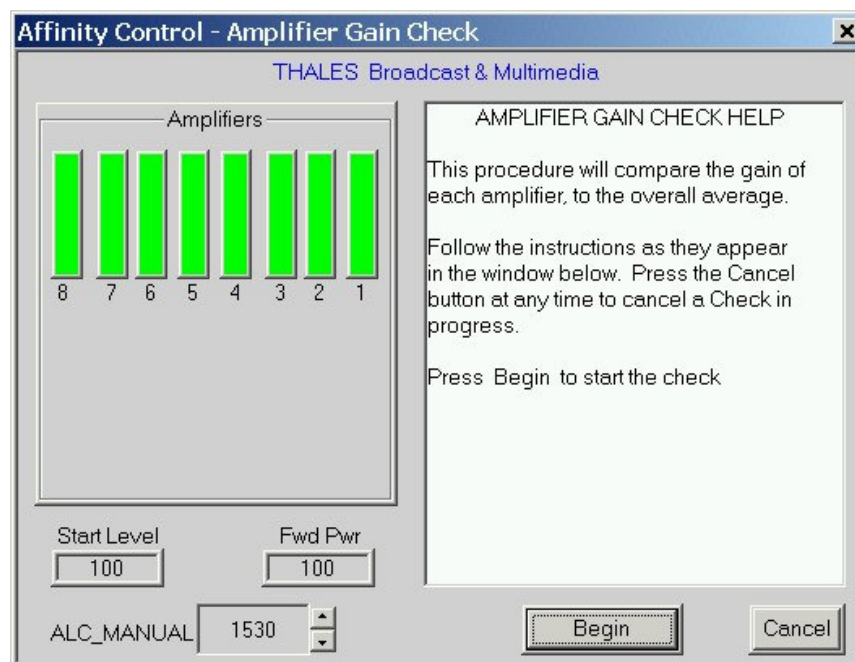 Affinity Control - Amplifier Gain Check
THALES Broadcast & Multimedia
Amplifiers
8 7 6 5 4 3 2 1
Start Level
100
Fwd Pwr
100
ALC_MANUAL 1530
AMPLIFIER GAIN CHECK HELP
This procedure will compare the gain of
each amplifier, to the overall average.
Follow the instructions as they appear
in the window below. Press the Cancel
button at any time to cancel a Check in
progress.
Press Begin to start the check
Begin
Cancel